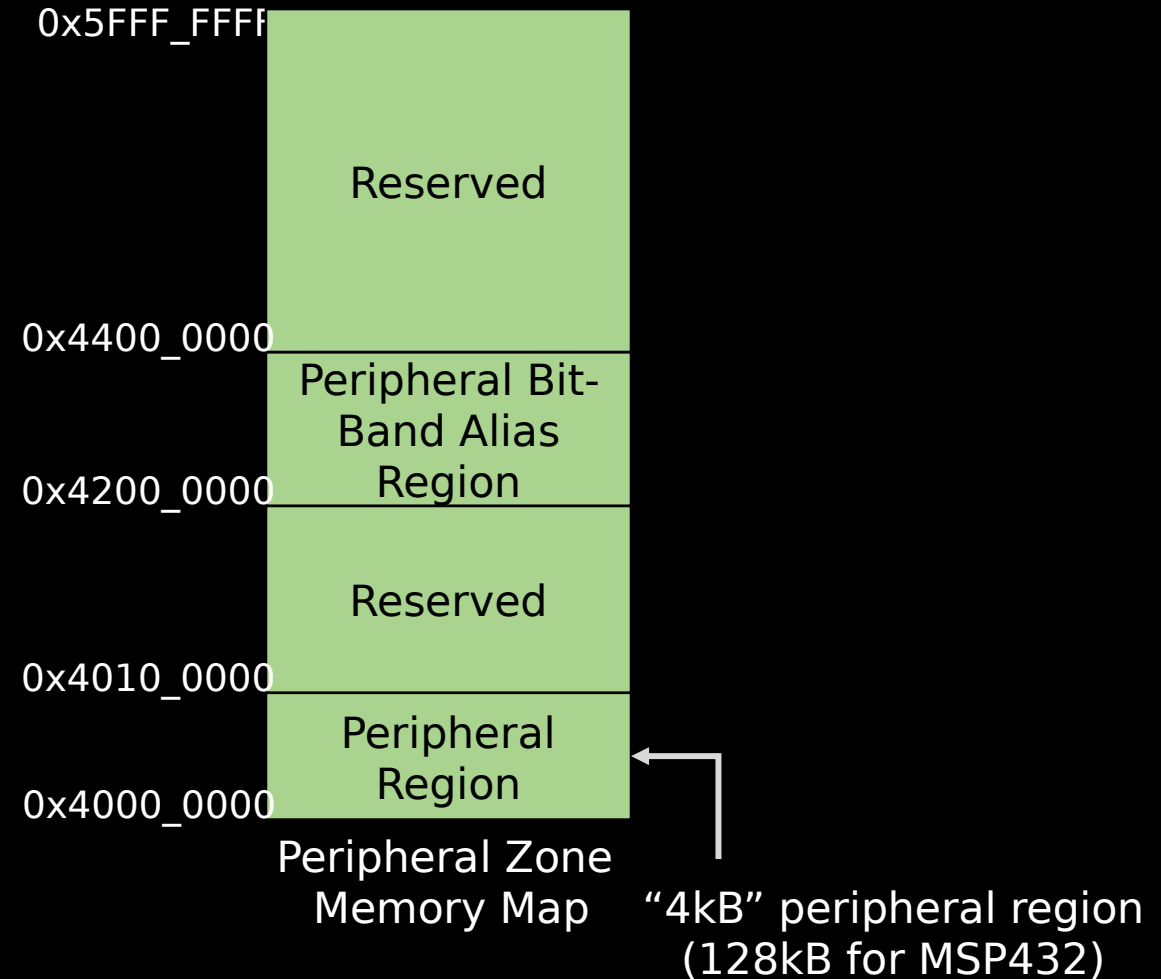 0x5FFF_FFFF
Reserved
0x4400_0000
Peripheral Bit-
Band Alias
Region
0x4200_0000
Reserved
0x4010_0000
Peripheral
Region
0x4000_0000
Peripheral Zone
Memory Map
“4kB” peripheral region
(128kB for MSP432)